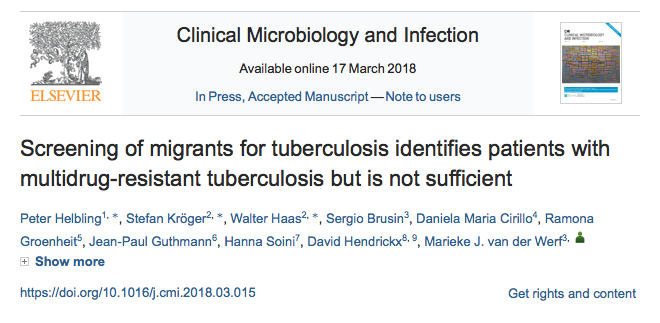 Clinical Microbiology and Infection
Available online 17 March 2018
In Press, Accepted Manuscript — Note to users
ELSEVIER
CLINICAL MICROBIOLOGY
AND INFECTION
Screening of migrants for tuberculosis identifies patients with
multidrug-resistant tuberculosis but is not sufficient
Peter Helbling1, *, Stefan Kröger2, *, Walter Haas2, *, Sergio Brusin3, Daniela Maria Cirillo4, Ramona
Groenheit5, Jean-Paul Guthmann6, Hanna Soini7, David Hendrickx8, 9, Marieke J. van der Werf3,
Show more
https://doi.org/10.1016/j.cmi.2018.03.015
Get rights and content